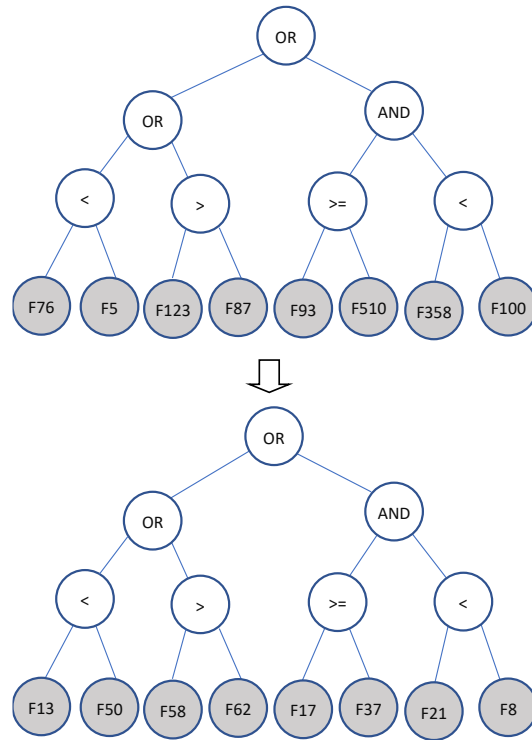 OR
OR AND
< > >= <
F76 F5 F123 F87 F93 F510 F358 F100
OR
OR AND
< > >= <
F13 F50 F58 F62 F17 F37 F21 F8